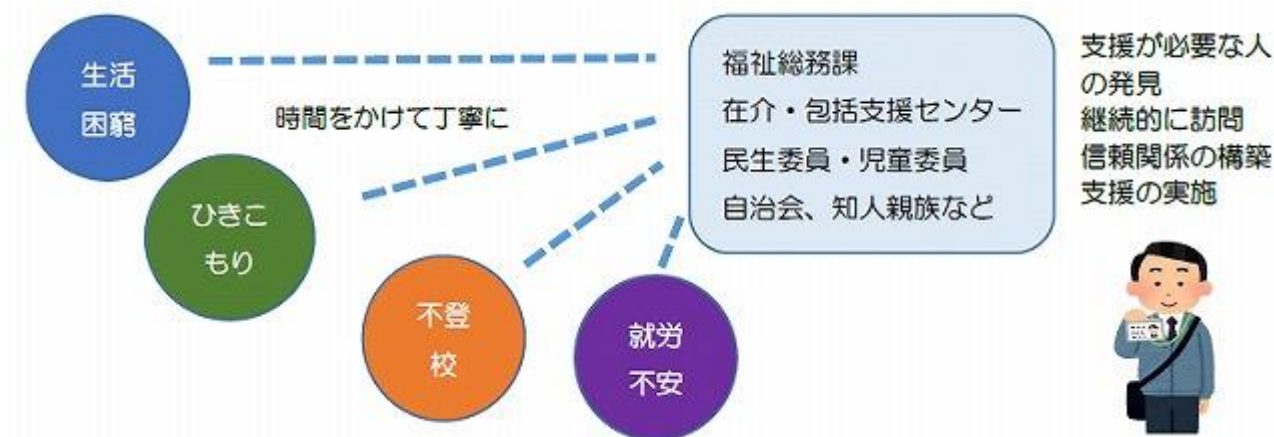 生活
困窮
時間をかけて丁寧に
ひきこ
もり
不登
校
就労
不安
福祉総務課
在介・包括支援センター
民生委員・児童委員
自治会、知人親族など
支援が必要な人
の発見
継続的に訪問
信頼関係の構築
支援の実施